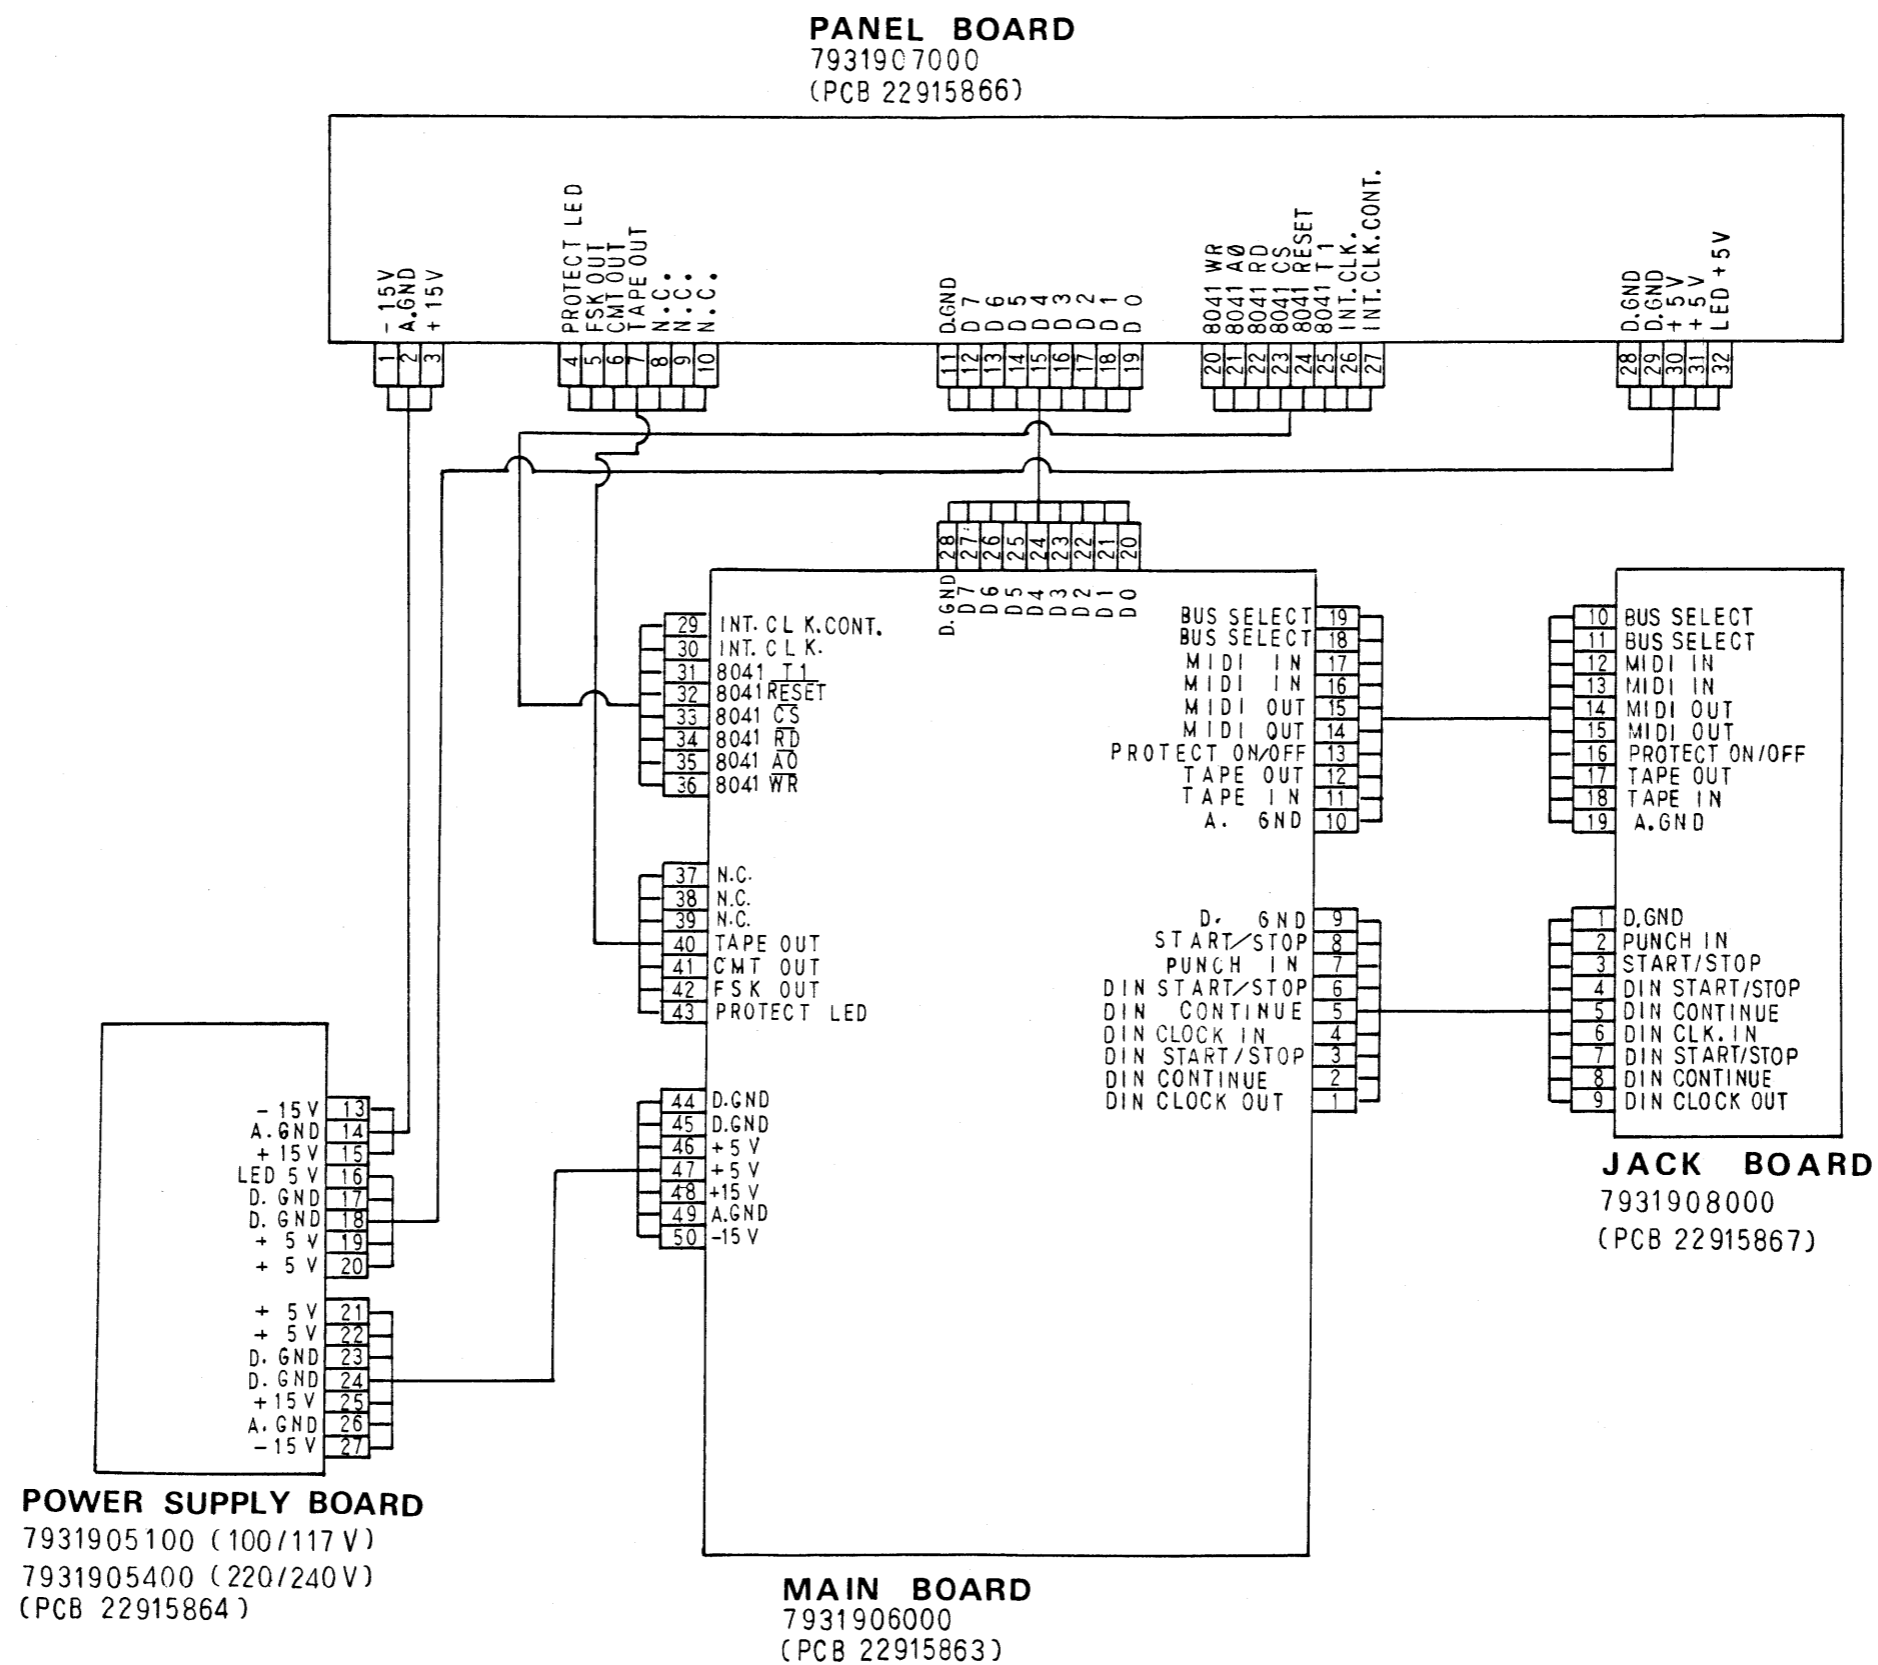 PANEL BOARD
7931907000
(PCB 22915866)
-15V
A.GND
+15V
PROTECT LED
FSK OUT
CMT OUT
TAPE OUT
N.C.
N.C.
N.C.
D.GND
D7
D6
D5
D4
D3
D2
D1
D0
8041 WR
8041 A0
8041 RD
8041 CS
8041 RESET
8041 T1
INT.CLK.
INT.CLK.CONT.
D.GND
D.GND
+5V
+5V
LED +5V
1 2 3
4 5 6 7 8 9 10
11 12 13 14 15 16 17 18 19
20 21 22 23 24 25 26 27
28 29 30 31 32
28 27 26 25 24 23 22 21 20
D.GND
D7
D6
D5
D4
D3
D2
D1
D0
29 INT. CLK.CONT.
30 INT. CLK.
31 8041 T1
32 8041 RESET
33 8041 CS
34 8041 RD
35 8041 A0
36 8041 WR
37 N.C.
38 N.C.
39 N.C.
40 TAPE OUT
41 CMT OUT
42 FSK OUT
43 PROTECT LED
44 D.GND
45 D.GND
46 +5V
47 +5V
48 +15V
49 A.GND
50 -15V
BUS SELECT 19
BUS SELECT 18
MIDI IN 17
MIDI IN 16
MIDI OUT 15
MIDI OUT 14
PROTECT ON/OFF 13
TAPE OUT 12
TAPE IN 11
A. GND 10
D. GND 9
START/STOP 8
PUNCH IN 7
DIN START/STOP 6
DIN CONTINUE 5
DIN CLOCK IN 4
DIN START/STOP 3
DIN CONTINUE 2
DIN CLOCK OUT 1
10 BUS SELECT
11 BUS SELECT
12 MIDI IN
13 MIDI IN
14 MIDI OUT
15 MIDI OUT
16 PROTECT ON/OFF
17 TAPE OUT
18 TAPE IN
19 A.GND
1 D.GND
2 PUNCH IN
3 START/STOP
4 DIN START/STOP
5 DIN CONTINUE
6 DIN CLK. IN
7 DIN START/STOP
8 DIN CONTINUE
9 DIN CLOCK OUT
JACK BOARD
7931908000
(PCB 22915867)
-15V 13
A.GND 14
+15V 15
LED 5V 16
D. GND 17
D. GND 18
+ 5V 19
+ 5V 20
+ 5V 21
+ 5V 22
D. GND 23
D. GND 24
+15V 25
A. GND 26
-15V 27
POWER SUPPLY BOARD
7931905100 (100/117V)
7931905400 (220/240V)
(PCB 22915864)
MAIN BOARD
7931906000
(PCB 22915863)